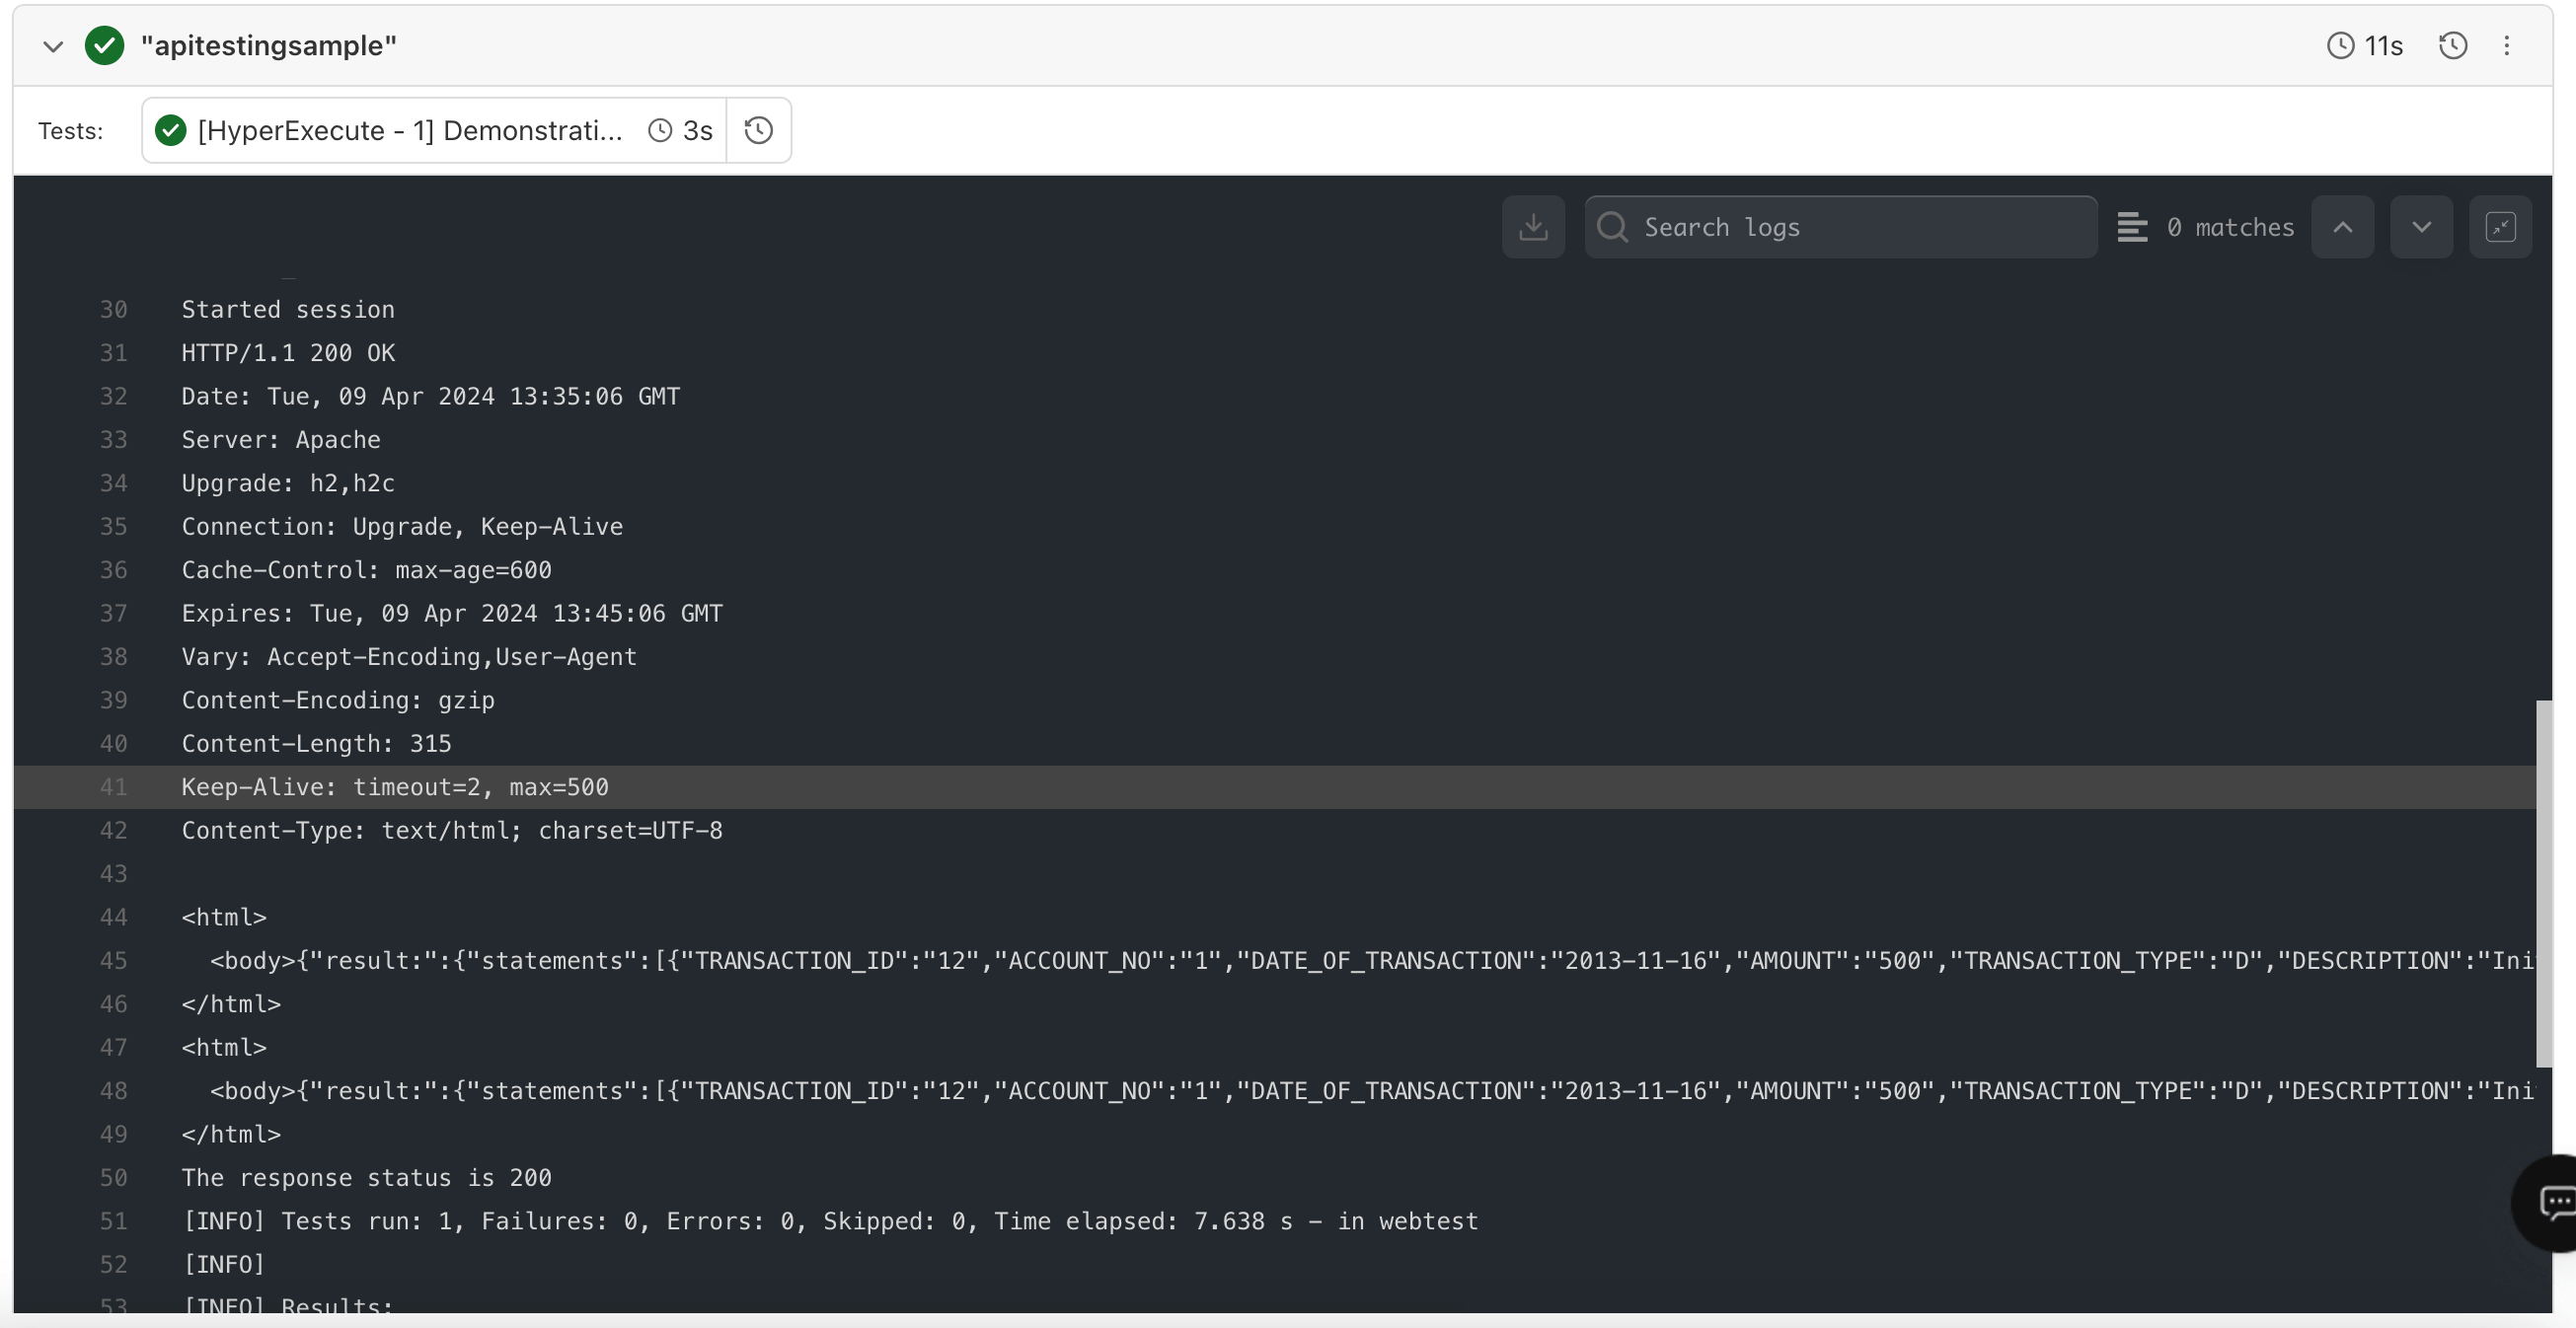 "apitestingsample" 11s
Tests: [HyperExecute - 1] Demonstrati... 3s
Search logs 0 matches
30 Started session
31 HTTP/1.1 200 OK
32 Date: Tue, 09 Apr 2024 13:35:06 GMT
33 Server: Apache
34 Upgrade: h2,h2c
35 Connection: Upgrade, Keep-Alive
36 Cache-Control: max-age=600
37 Expires: Tue, 09 Apr 2024 13:45:06 GMT
38 Vary: Accept-Encoding,User-Agent
39 Content-Encoding: gzip
40 Content-Length: 315
41 Keep-Alive: timeout=2, max=500
42 Content-Type: text/html; charset=UTF-8
43
44 <html>
45 <body>{"result:":{"statements":[{"TRANSACTION_ID":"12","ACCOUNT_NO":"1","DATE_OF_TRANSACTION":"2013-11-16","AMOUNT":"500","TRANSACTION_TYPE":"D","DESCRIPTION":"Ini
46 </html>
47 <html>
48 <body>{"result:":{"statements":[{"TRANSACTION_ID":"12","ACCOUNT_NO":"1","DATE_OF_TRANSACTION":"2013-11-16","AMOUNT":"500","TRANSACTION_TYPE":"D","DESCRIPTION":"Ini
49 </html>
50 The response status is 200
51 [INFO] Tests run: 1, Failures: 0, Errors: 0, Skipped: 0, Time elapsed: 7.638 s - in webtest
52 [INFO]
53 [INFO] Results: